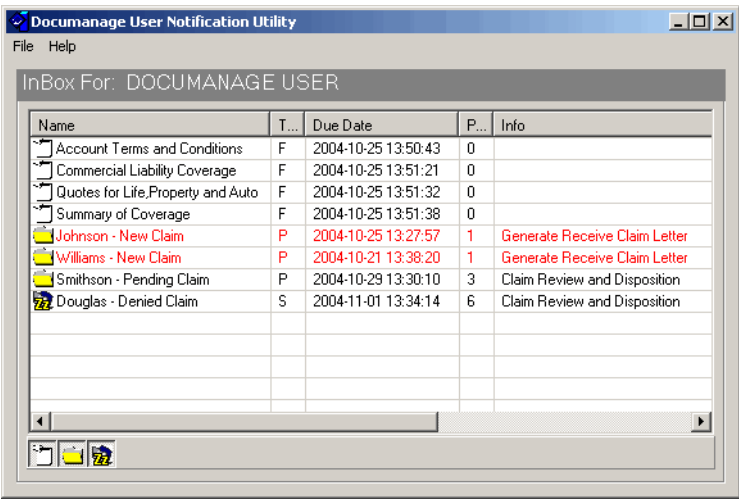 Documanage User Notification Utility
File Help
InBox For: DOCUMANAGE USER
Name T... Due Date P... Info
Account Terms and Conditions F 2004-10-25 13:50:43 0
Commercial Liability Coverage F 2004-10-25 13:51:21 0
Quotes for Life,Property and Auto F 2004-10-25 13:51:32 0
Summary of Coverage F 2004-10-25 13:51:38 0
Johnson - New Claim P 2004-10-25 13:27:57 1 Generate Receive Claim Letter
Williams - New Claim P 2004-10-21 13:38:20 1 Generate Receive Claim Letter
Smithson - Pending Claim P 2004-10-29 13:30:10 3 Claim Review and Disposition
Douglas - Denied Claim S 2004-11-01 13:34:14 6 Claim Review and Disposition